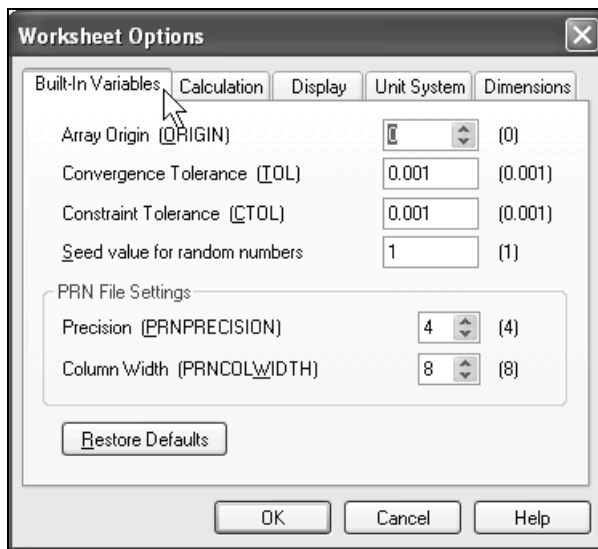 Worksheet Options
Built-In Variables Calculation Display Unit System Dimensions
Array Origin (ORIGIN) 0 (0)
Convergence Tolerance (TOL) 0.001 (0.001)
Constraint Tolerance (CTOL) 0.001 (0.001)
Seed value for random numbers 1 (1)
PRN File Settings
Precision (PRNPRECISION) 4 (4)
Column Width (PRNCOLWIDTH) 8 (8)
Restore Defaults
OK Cancel Help